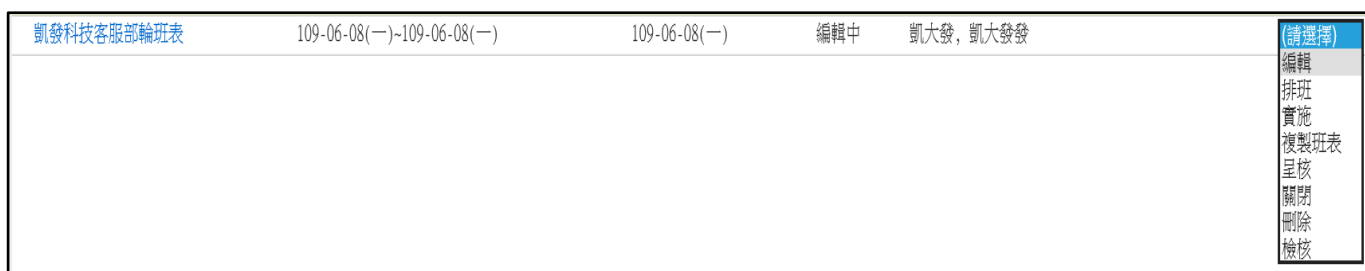 凱發科技客服部輪班表 109-06-08(一)~109-06-08(一) 109-06-08(一) 編輯中 凱大發, 凱大發發 (請選擇)
編輯
排班
實施
複製班表
呈核
關閉
刪除
檢核